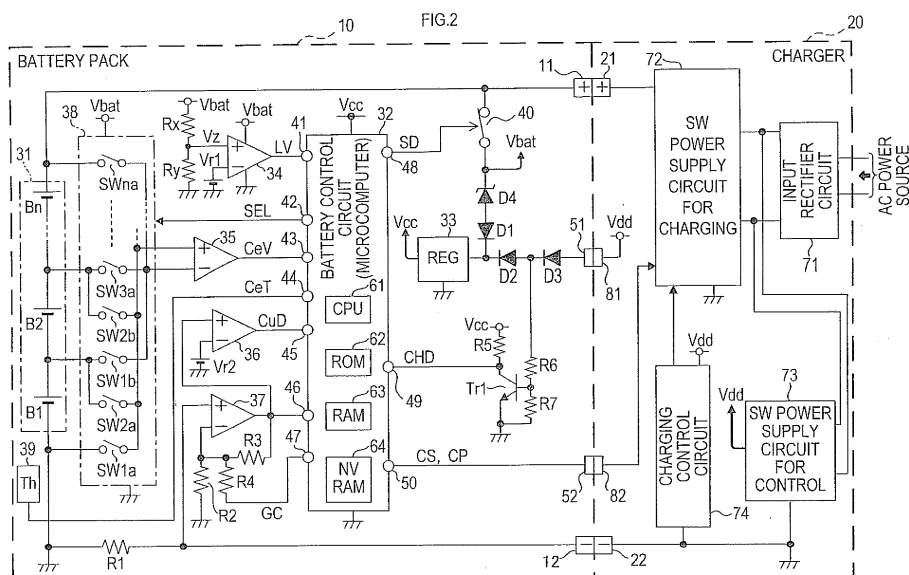 FIG.2
10
20
BATTERY PACK
CHARGER
72
11
21
+ +
Vbat
38
31
Bn
SWna
Vbat
Rx
Vz
Ry
Vr1
Vbat
LV
34
41
Vcc
32
SD
48
40
Vbat
SW POWER SUPPLY CIRCUIT FOR CHARGING
INPUT RECTIFIER CIRCUIT
71
AC POWER SOURCE
SEL
42
BATTERY CONTROL CIRCUIT (MICROCOMPUTER)
D4
D1
Vcc
33
REG
D2
D3
51
Vdd
81
35
CeV
43
44
CeT
SW3a
SW2b
B2
61
CPU
36
CuD
45
Vr2
62
ROM
CHD
49
Vcc
R5
Tr1
R6
R7
SW1b
SW2a
B1
SW1a
37
46
47
63
RAM
64
NV RAM
50
CS, CP
52
82
R3
R4
R2
GC
39
Th
Vdd
CHARGING CONTROL CIRCUIT
74
73
Vdd
SW POWER SUPPLY CIRCUIT FOR CONTROL
R1
12
22
− −